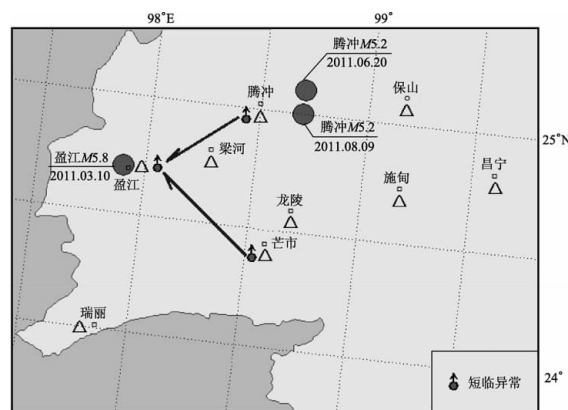 98°E
99°
腾冲M5.2
2011.06.20
腾冲
保山
腾冲M5.2
2011.08.09
25°N
盈江M5.8
2011.03.10
盈江
梁河
施甸
昌宁
龙陵
芒市
瑞丽
24°
短临异常